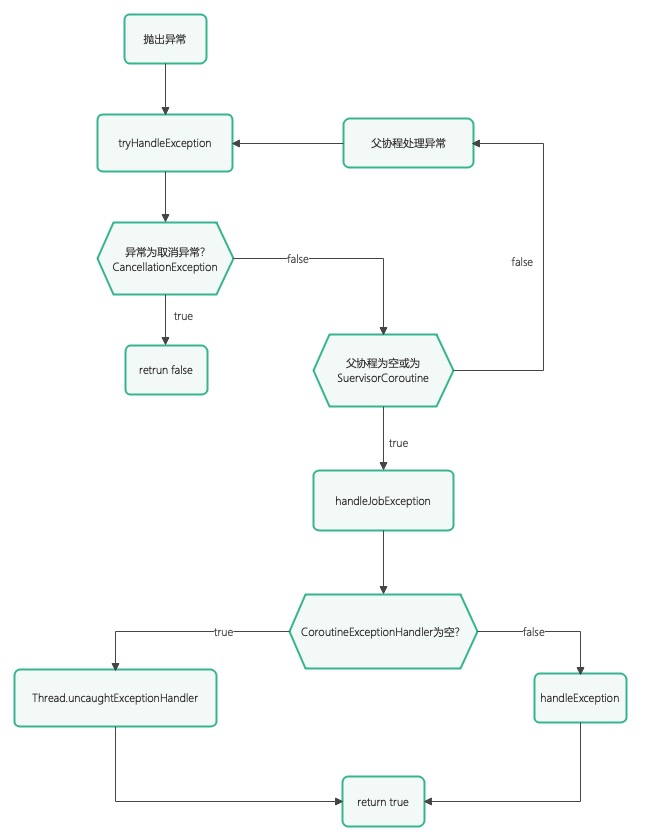 抛出异常
tryHandleException
父协程处理异常
异常为取消异常?
CancellationException
false
false
true
retrun false
父协程为空或为
SuervisorCoroutine
true
handleJobException
CoroutineExceptionHandler为空?
true
false
Thread.uncaughtExceptionHandler
handleException
return true